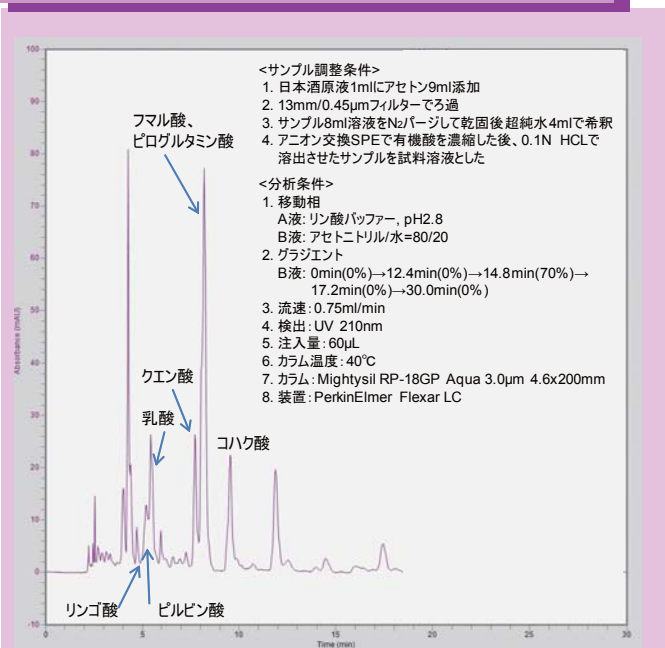 <サンプル調整条件>
1. 日本酒原液1mlにアセトン9ml添加
2. 13mm/0.45μmフィルターでろ過
3. サンプル8ml溶液をN₂パージして乾固後超純水4mlで希釈
4. アニオン交換SPEで有機酸を濃縮した後、0.1N HCLで
溶出させたサンプルを試料溶液とした
<分析条件>
1. 移動相
A液: リン酸バッファー, pH2.8
B液: アセトニトリル/水=80/20
2. グラジエント
B液: 0min(0%)→12.4min(0%)→14.8min(70%)→
17.2min(0%)→30.0min(0%)
3. 流速:0.75ml/min
4. 検出:UV 210nm
5. 注入量:60μL
6. カラム温度:40℃
7. カラム:Mightysil RP-18GP Aqua 3.0μm 4.6x200mm
8. 装置:PerkinElmer Flexar LC
フマル酸、
ピログルタミン酸
クエン酸
乳酸
コハク酸
リンゴ酸
ピルビン酸
Absorbance (mAU)
100
90
80
70
60
50
40
30
20
10
0
-10
0 5 10 15 20 25 30
Time (min)